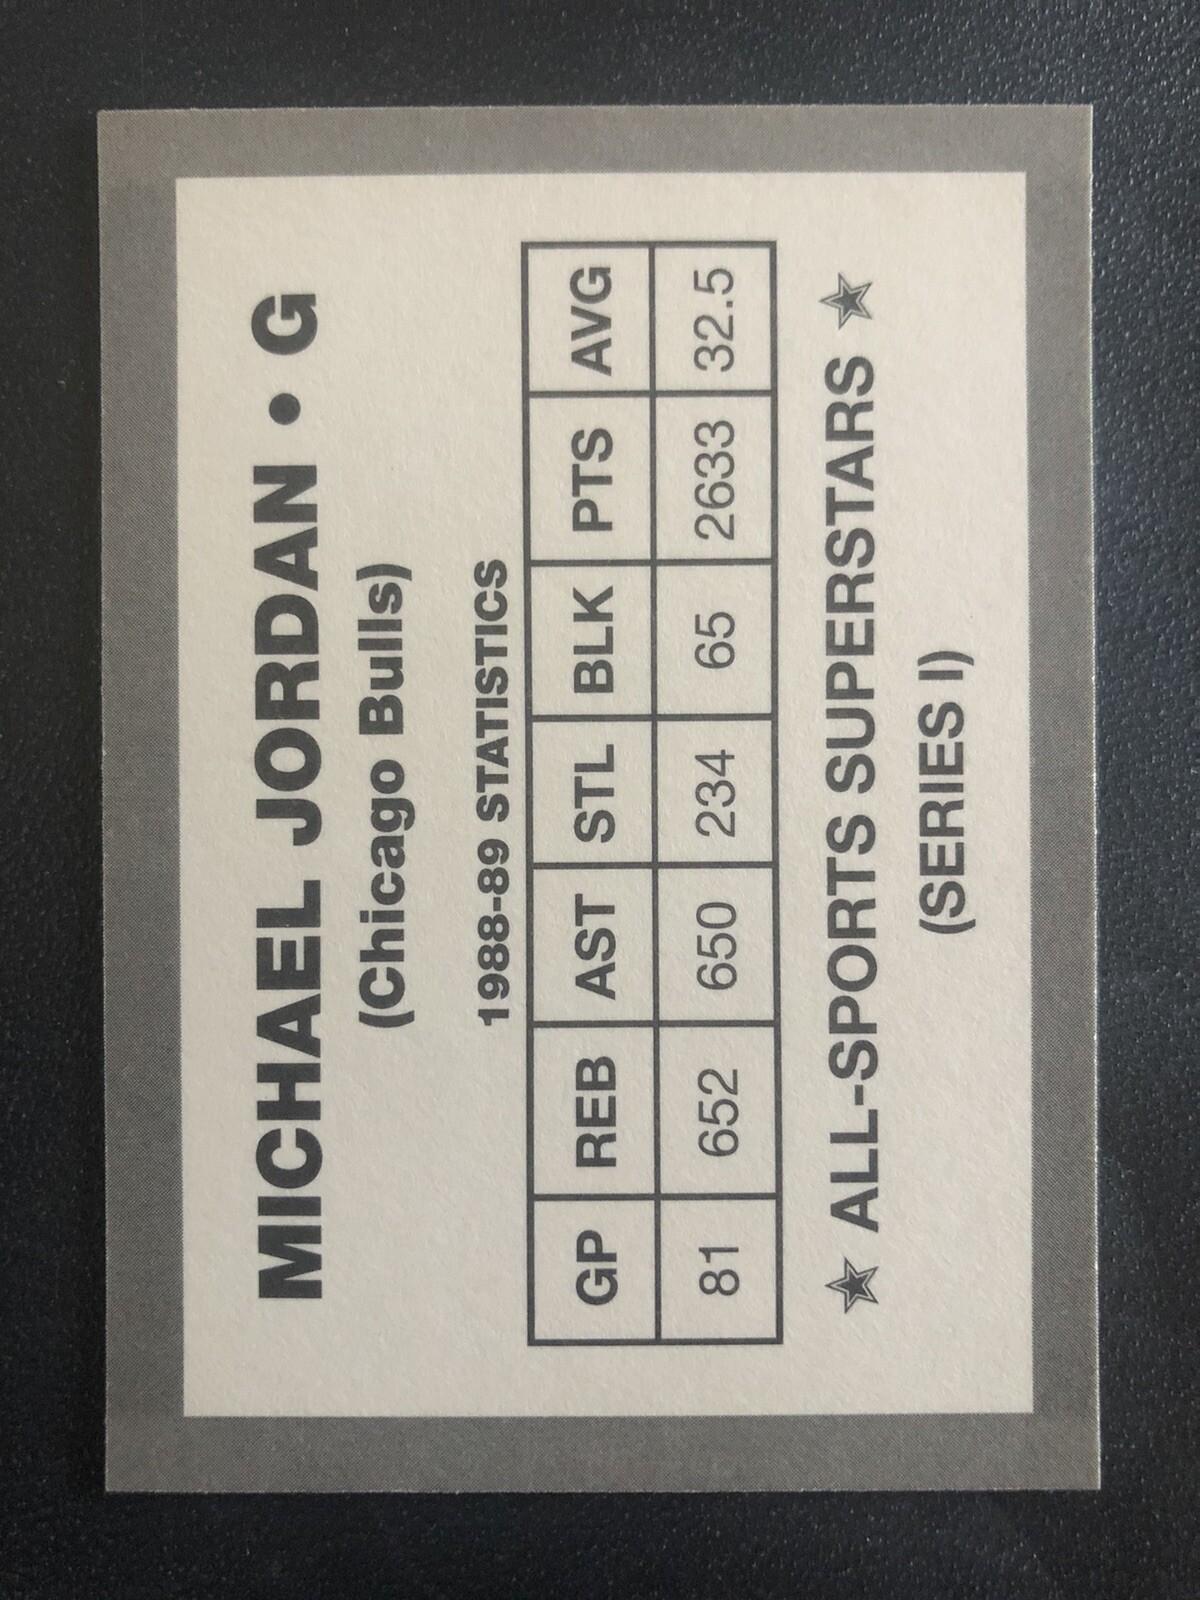 MICHAEL JORDAN • G
(Chicago Bulls)
1988-89 STATISTICS
GP REB AST STL BLK PTS AVG
81 652 650 234 65 2633 32.5
★ ALL-SPORTS SUPERSTARS ★
(SERIES I)